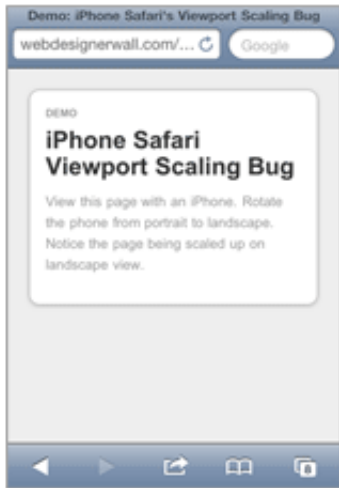 Demo: iPhone Safari's Viewport Scaling Bug
webdesignerwall.com/... Google
DEMO
iPhone Safari
Viewport Scaling Bug
View this page with an iPhone. Rotate
the phone from portrait to landscape.
Notice the page being scaled up on
landscape view.